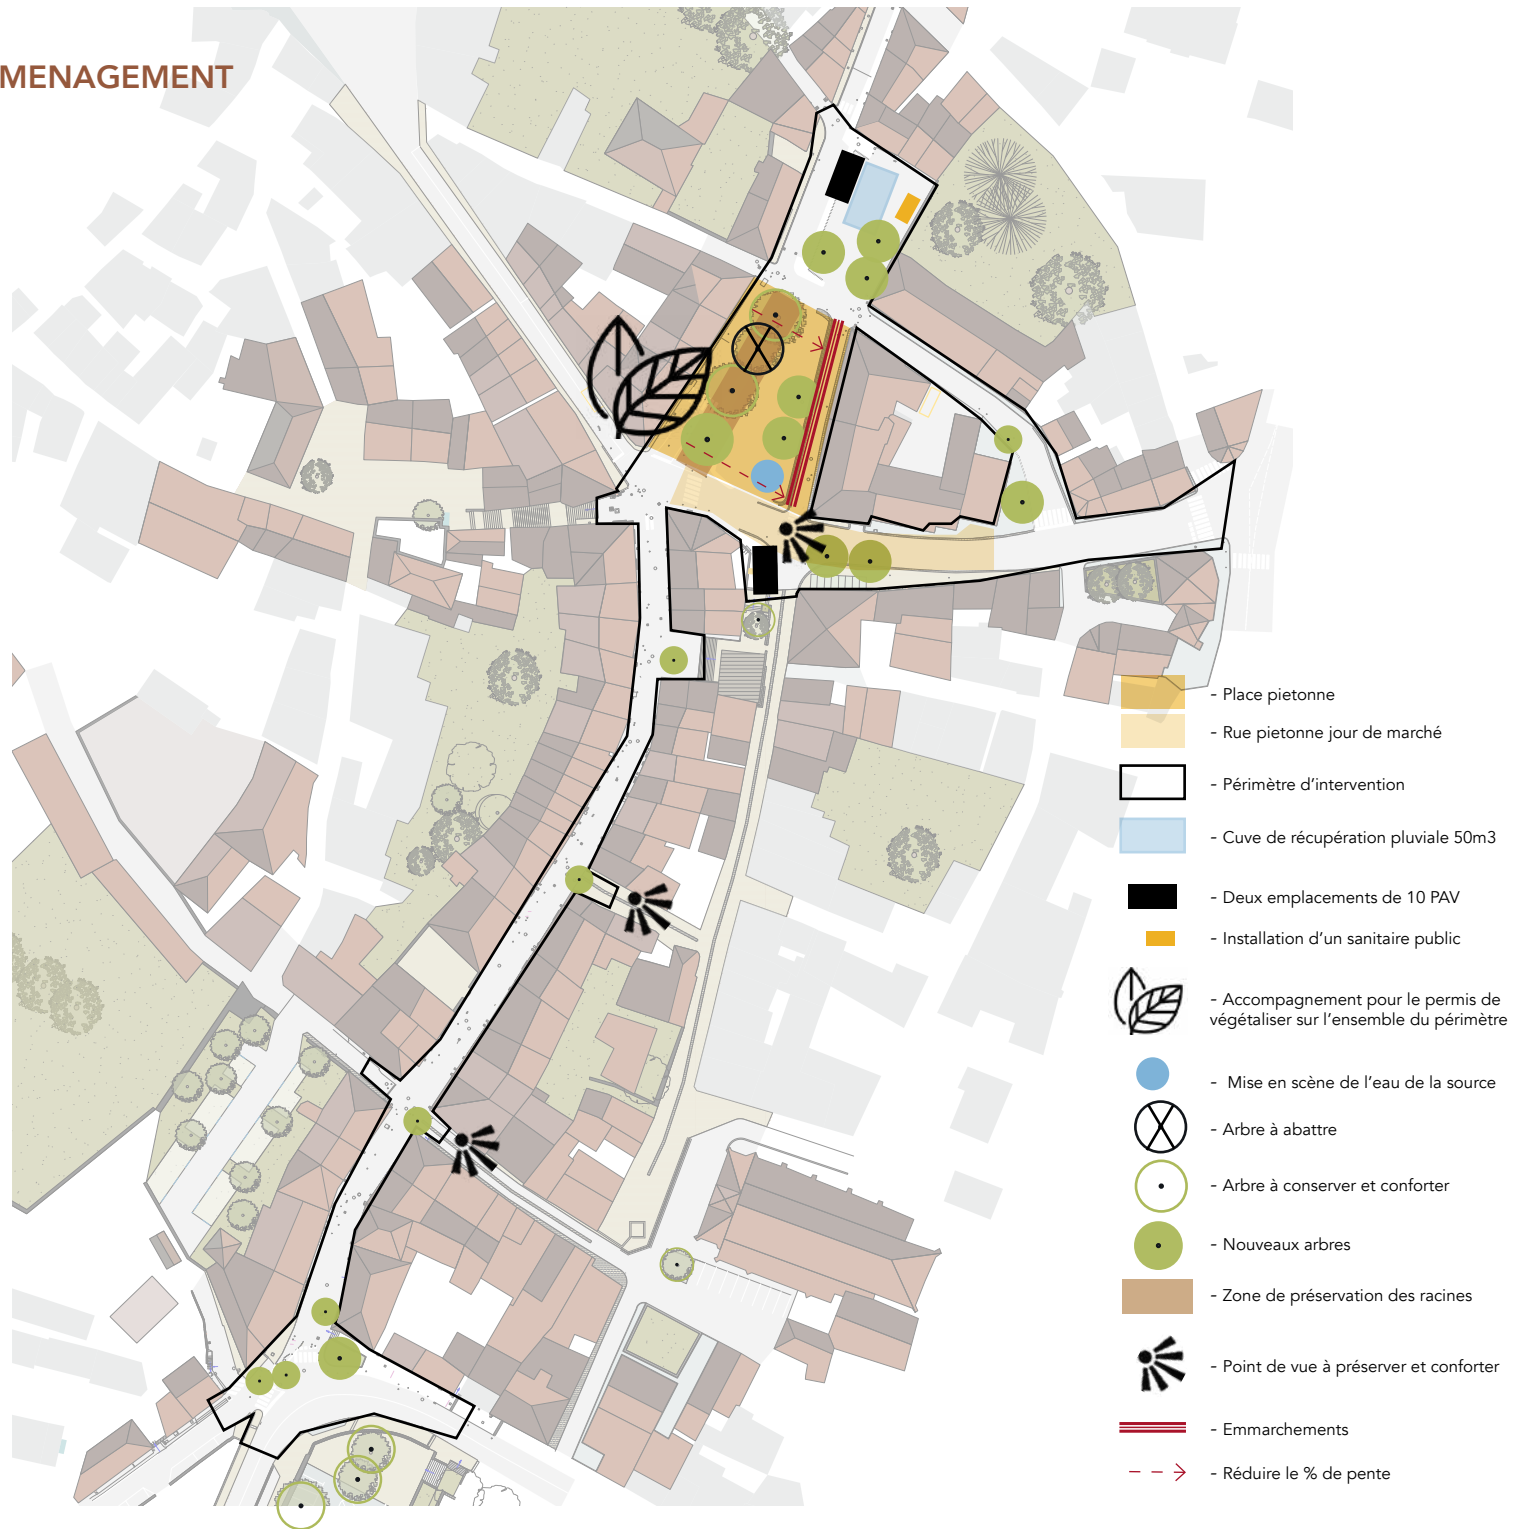 MENAGEMENT
- Place pietonne
- Rue pietonne jour de marché
- Périmètre d’intervention
- Cuve de récupération pluviale 50m3
- Deux emplacements de 10 PAV
- Installation d’un sanitaire public
- Accompagnement pour le permis de
végétaliser sur l’ensemble du périmètre
- Mise en scène de l’eau de la source
- Arbre à abattre
- Arbre à conserver et conforter
- Nouveaux arbres
- Zone de préservation des racines
- Point de vue à préserver et conforter
- Emmarchements
- Réduire le % de pente